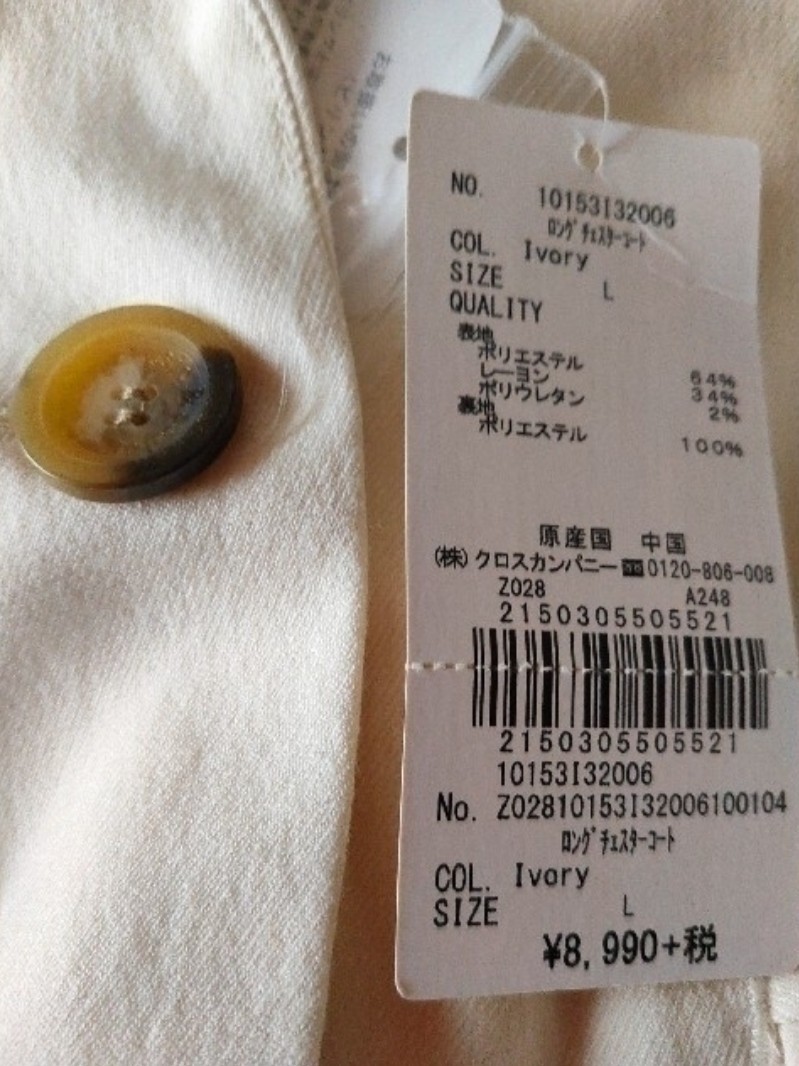 NO. 10153I32006
ﾛﾝｸﾞﾁｪｽﾀｰｺｰﾄ
COL. Ivory
SIZE L
QUALITY
表地
ポリエステル 64%
レーヨン 34%
ポリウレタン 2%
裏地
ポリエステル 100%
原産国 中国
(株)クロスカンパニー☎0120-806-008
Z028 A248
2150305505521
2150305505521
10153I32006
No. Z02810153I32006100104
ﾛﾝｸﾞﾁｪｽﾀｰｺｰﾄ
COL. Ivory
SIZE L
¥8,990+税